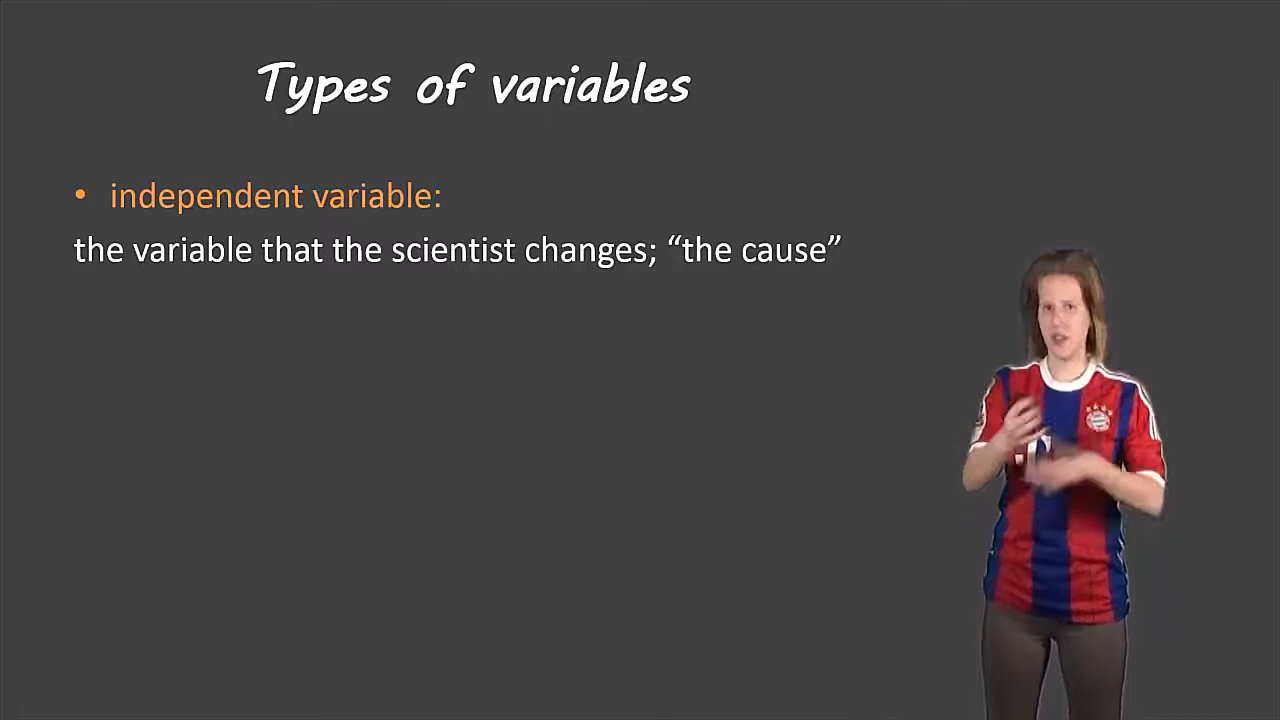 Types of variables
• independent variable:
the variable that the scientist changes; “the cause”